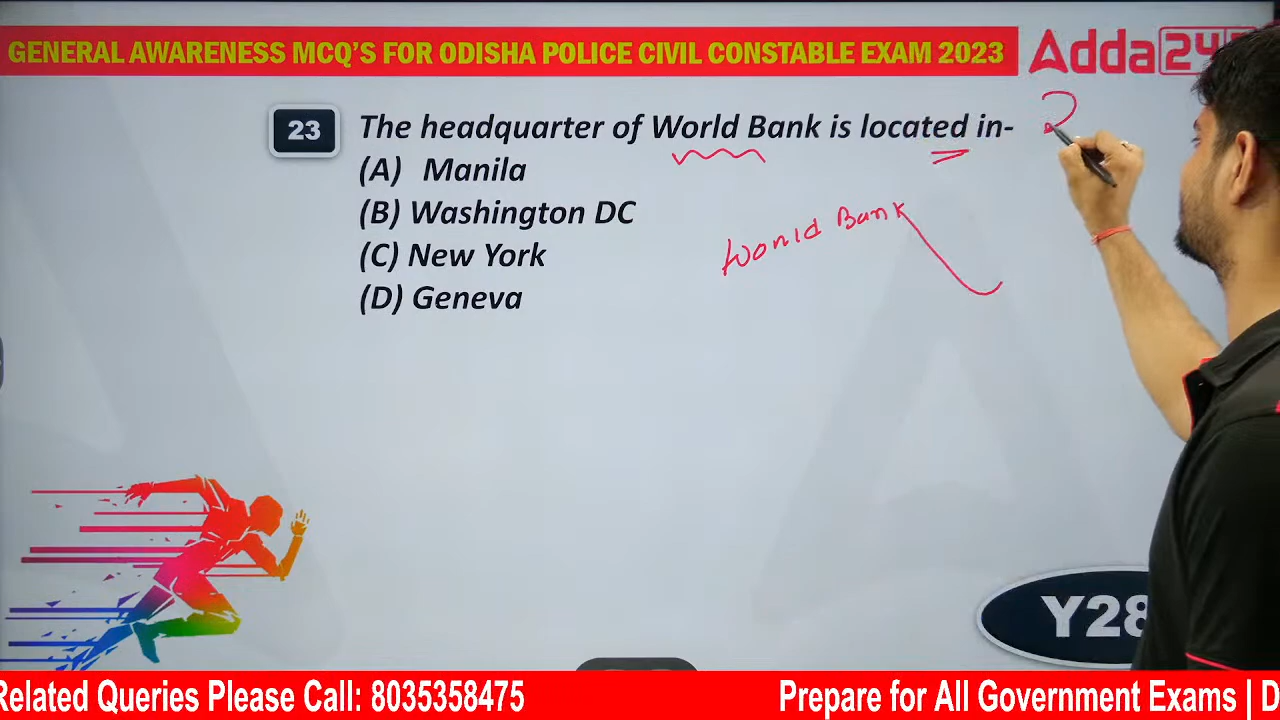 GENERAL AWARENESS MCQ'S FOR ODISHA POLICE CIVIL CONSTABLE EXAM 2023
Adda24
23 The headquarter of World Bank is located in- ?
(A) Manila
(B) Washington DC
(C) New York
(D) Geneva
World Bank
Y28
Related Queries Please Call: 8035358475 Prepare for All Government Exams | D